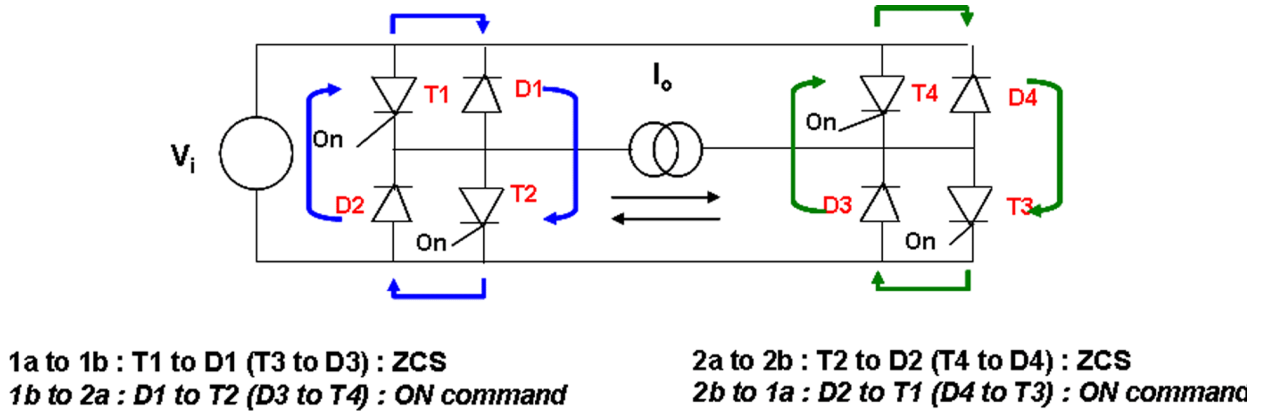 I₀
T1
D1
T4
D4
On
On
Vᵢ
D2
T2
D3
T3
On
On
1a to 1b : T1 to D1 (T3 to D3) : ZCS
1b to 2a : D1 to T2 (D3 to T4) : ON command
2a to 2b : T2 to D2 (T4 to D4) : ZCS
2b to 1a : D2 to T1 (D4 to T3) : ON command